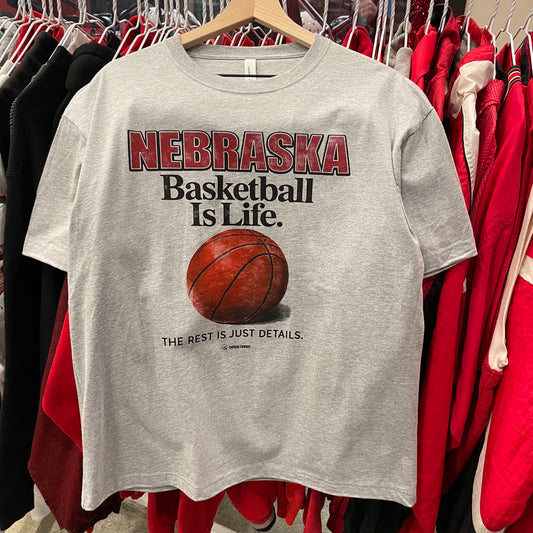 NEBRASKA
Basketball
Is Life.
THE REST IS JUST DETAILS.